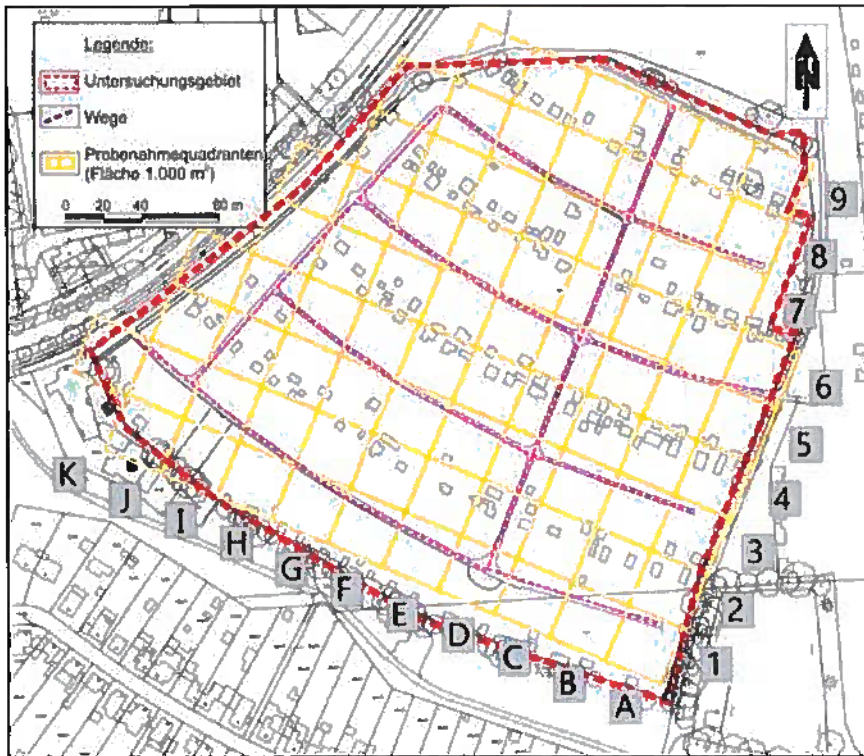 Legende:
Untersuchungsgebiet
Wege
Probenahmequadranten
(Fläche 1.000 m²)
0 20 40 80 m
N
9
8
7
6
5
4
3
2
1
K
J
I
H
G
F
E
D
C
B
A